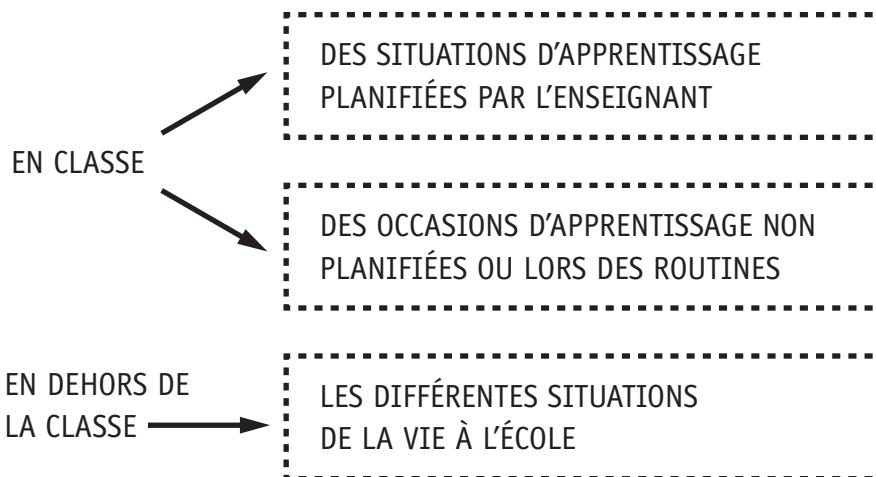 DES SITUATIONS D'APPRENTISSAGE
PLANIFIÉES PAR L'ENSEIGNANT
EN CLASSE
DES OCCASIONS D'APPRENTISSAGE NON
PLANIFIÉES OU LORS DES ROUTINES
EN DEHORS DE
LA CLASSE
LES DIFFÉRENTES SITUATIONS
DE LA VIE À L'ÉCOLE